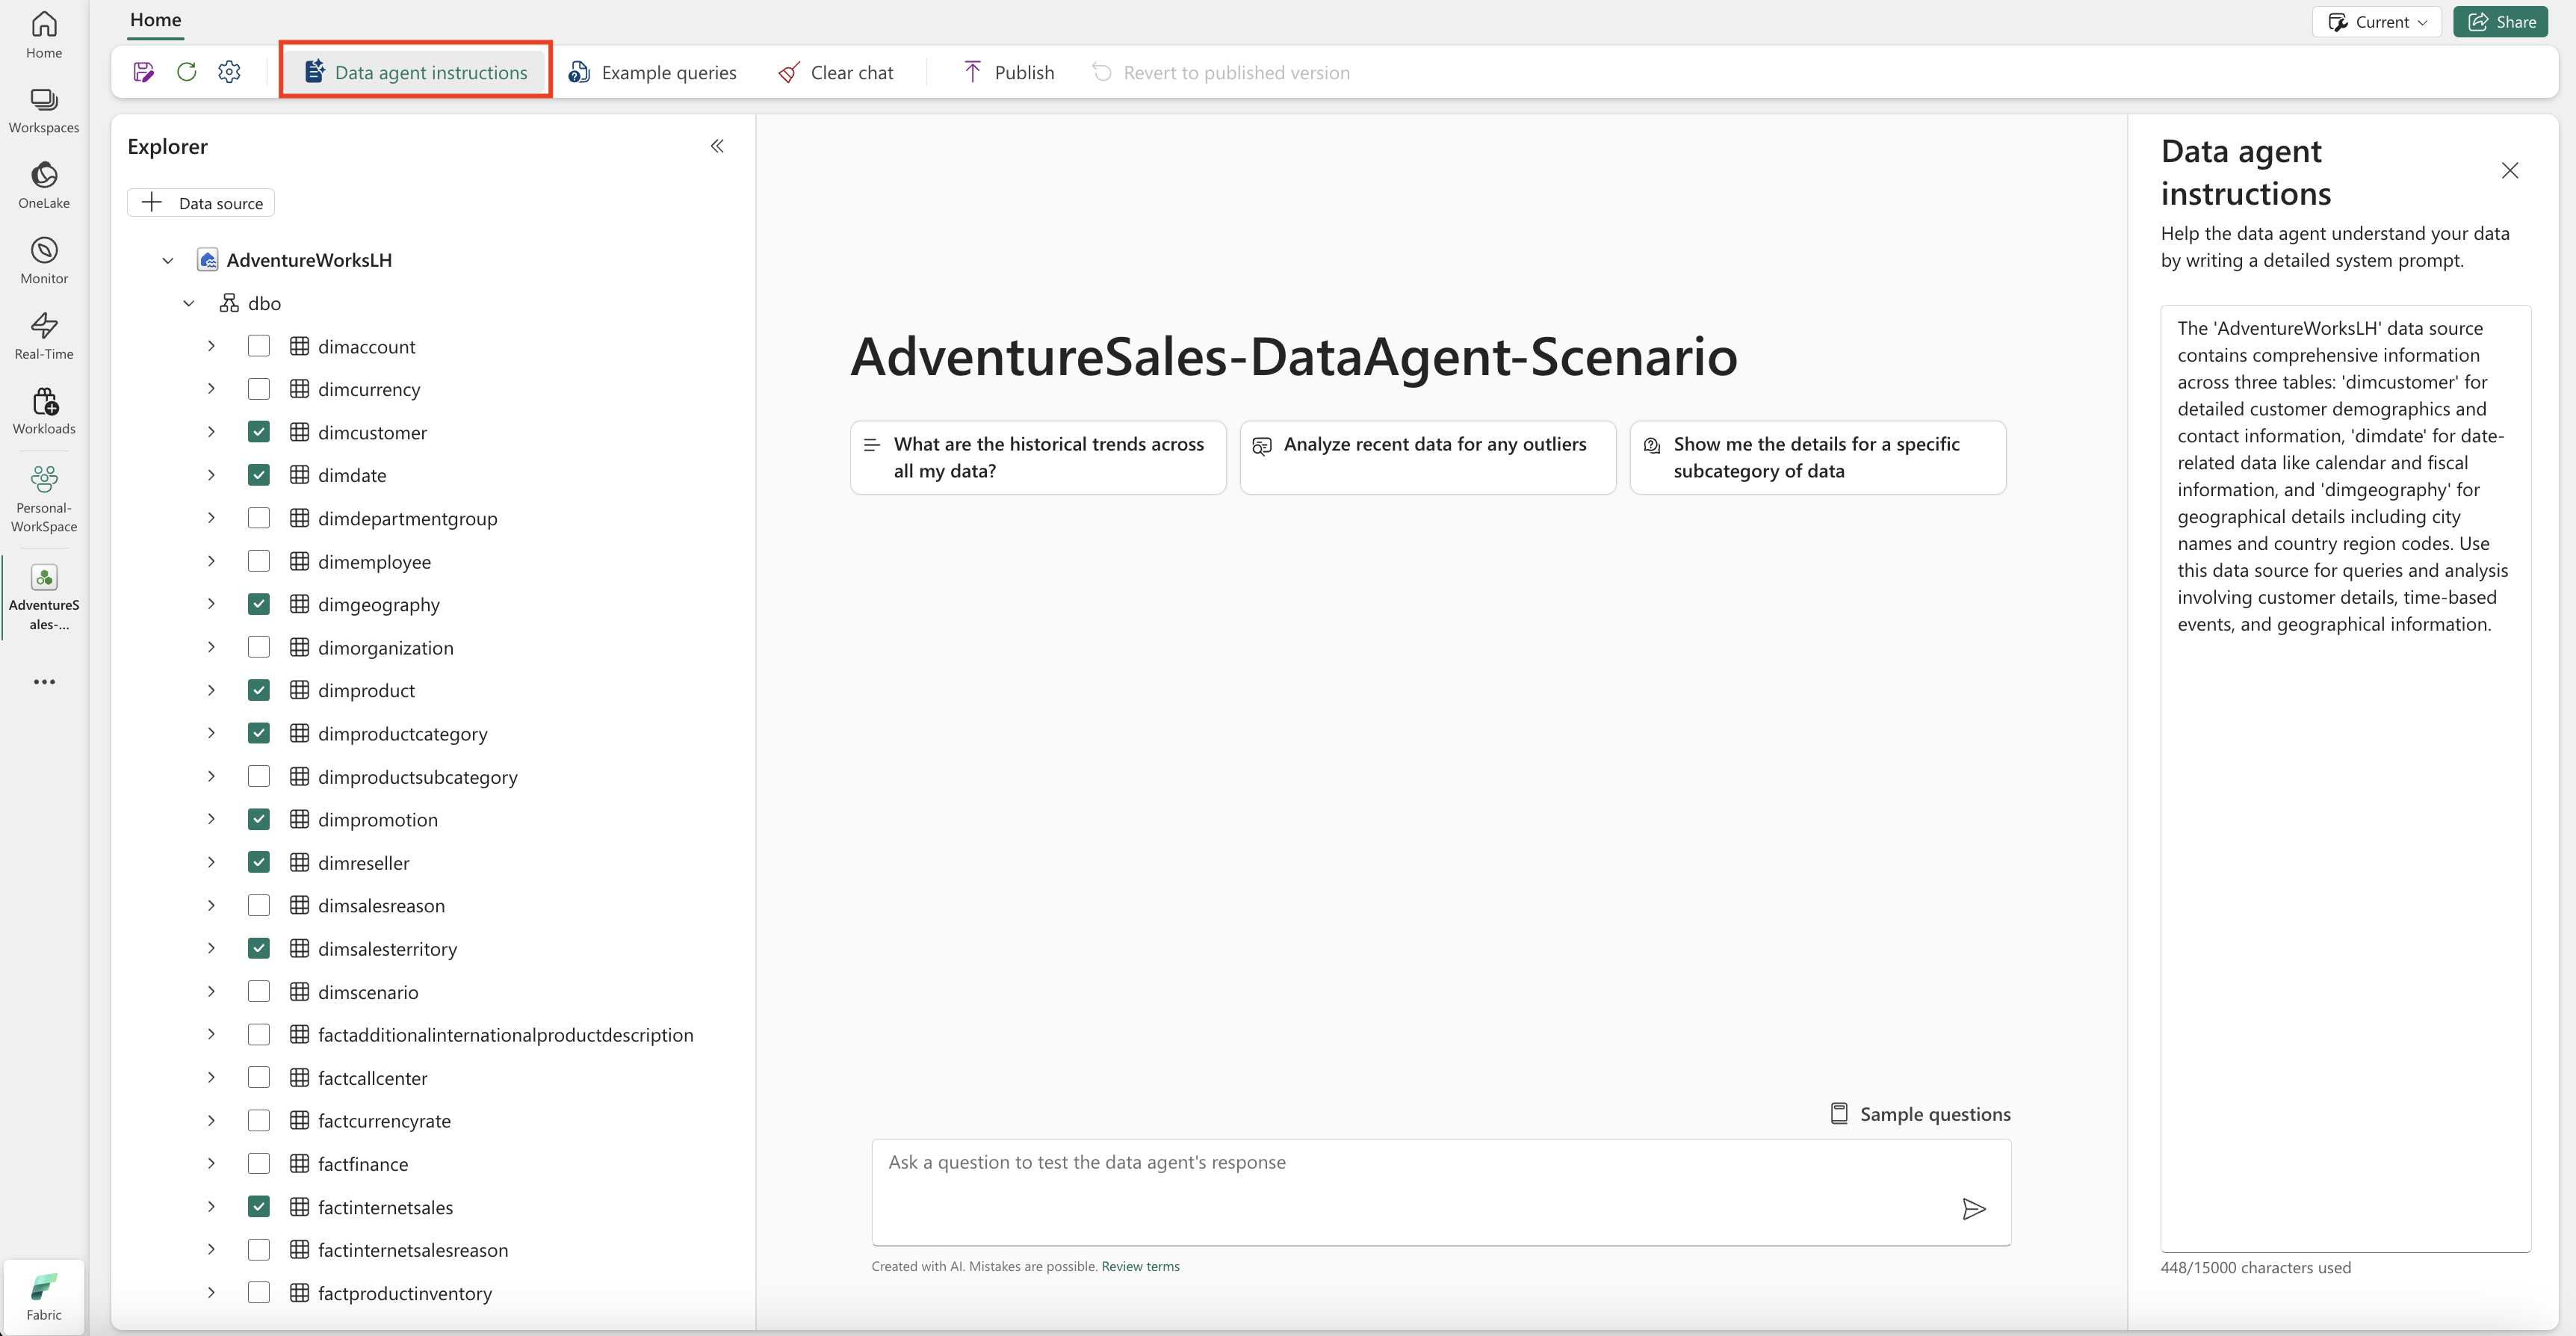 Home
Workspaces
OneLake
Monitor
Real-Time
Workloads
Personal-
WorkSpace
AdventureS
ales-...
Fabric
Home
Current
Share
Data agent instructions
Example queries
Clear chat
Publish
Revert to published version
Explorer
Data source
AdventureWorksLH
dbo
dimaccount
dimcurrency
dimcustomer
dimdate
dimdepartmentgroup
dimemployee
dimgeography
dimorganization
dimproduct
dimproductcategory
dimproductsubcategory
dimpromotion
dimreseller
dimsalesreason
dimsalesterritory
dimscenario
factadditionalinternationalproductdescription
factcallcenter
factcurrencyrate
factfinance
factinternetsales
factinternetsalesreason
factproductinventory
AdventureSales-DataAgent-Scenario
What are the historical trends across
all my data?
Analyze recent data for any outliers
Show me the details for a specific
subcategory of data
Sample questions
Ask a question to test the data agent's response
Created with AI. Mistakes are possible. Review terms
Data agent
instructions
Help the data agent understand your data
by writing a detailed system prompt.
The 'AdventureWorksLH' data source
contains comprehensive information
across three tables: 'dimcustomer' for
detailed customer demographics and
contact information, 'dimdate' for date-
related data like calendar and fiscal
information, and 'dimgeography' for
geographical details including city
names and country region codes. Use
this data source for queries and analysis
involving customer details, time-based
events, and geographical information.
448/15000 characters used